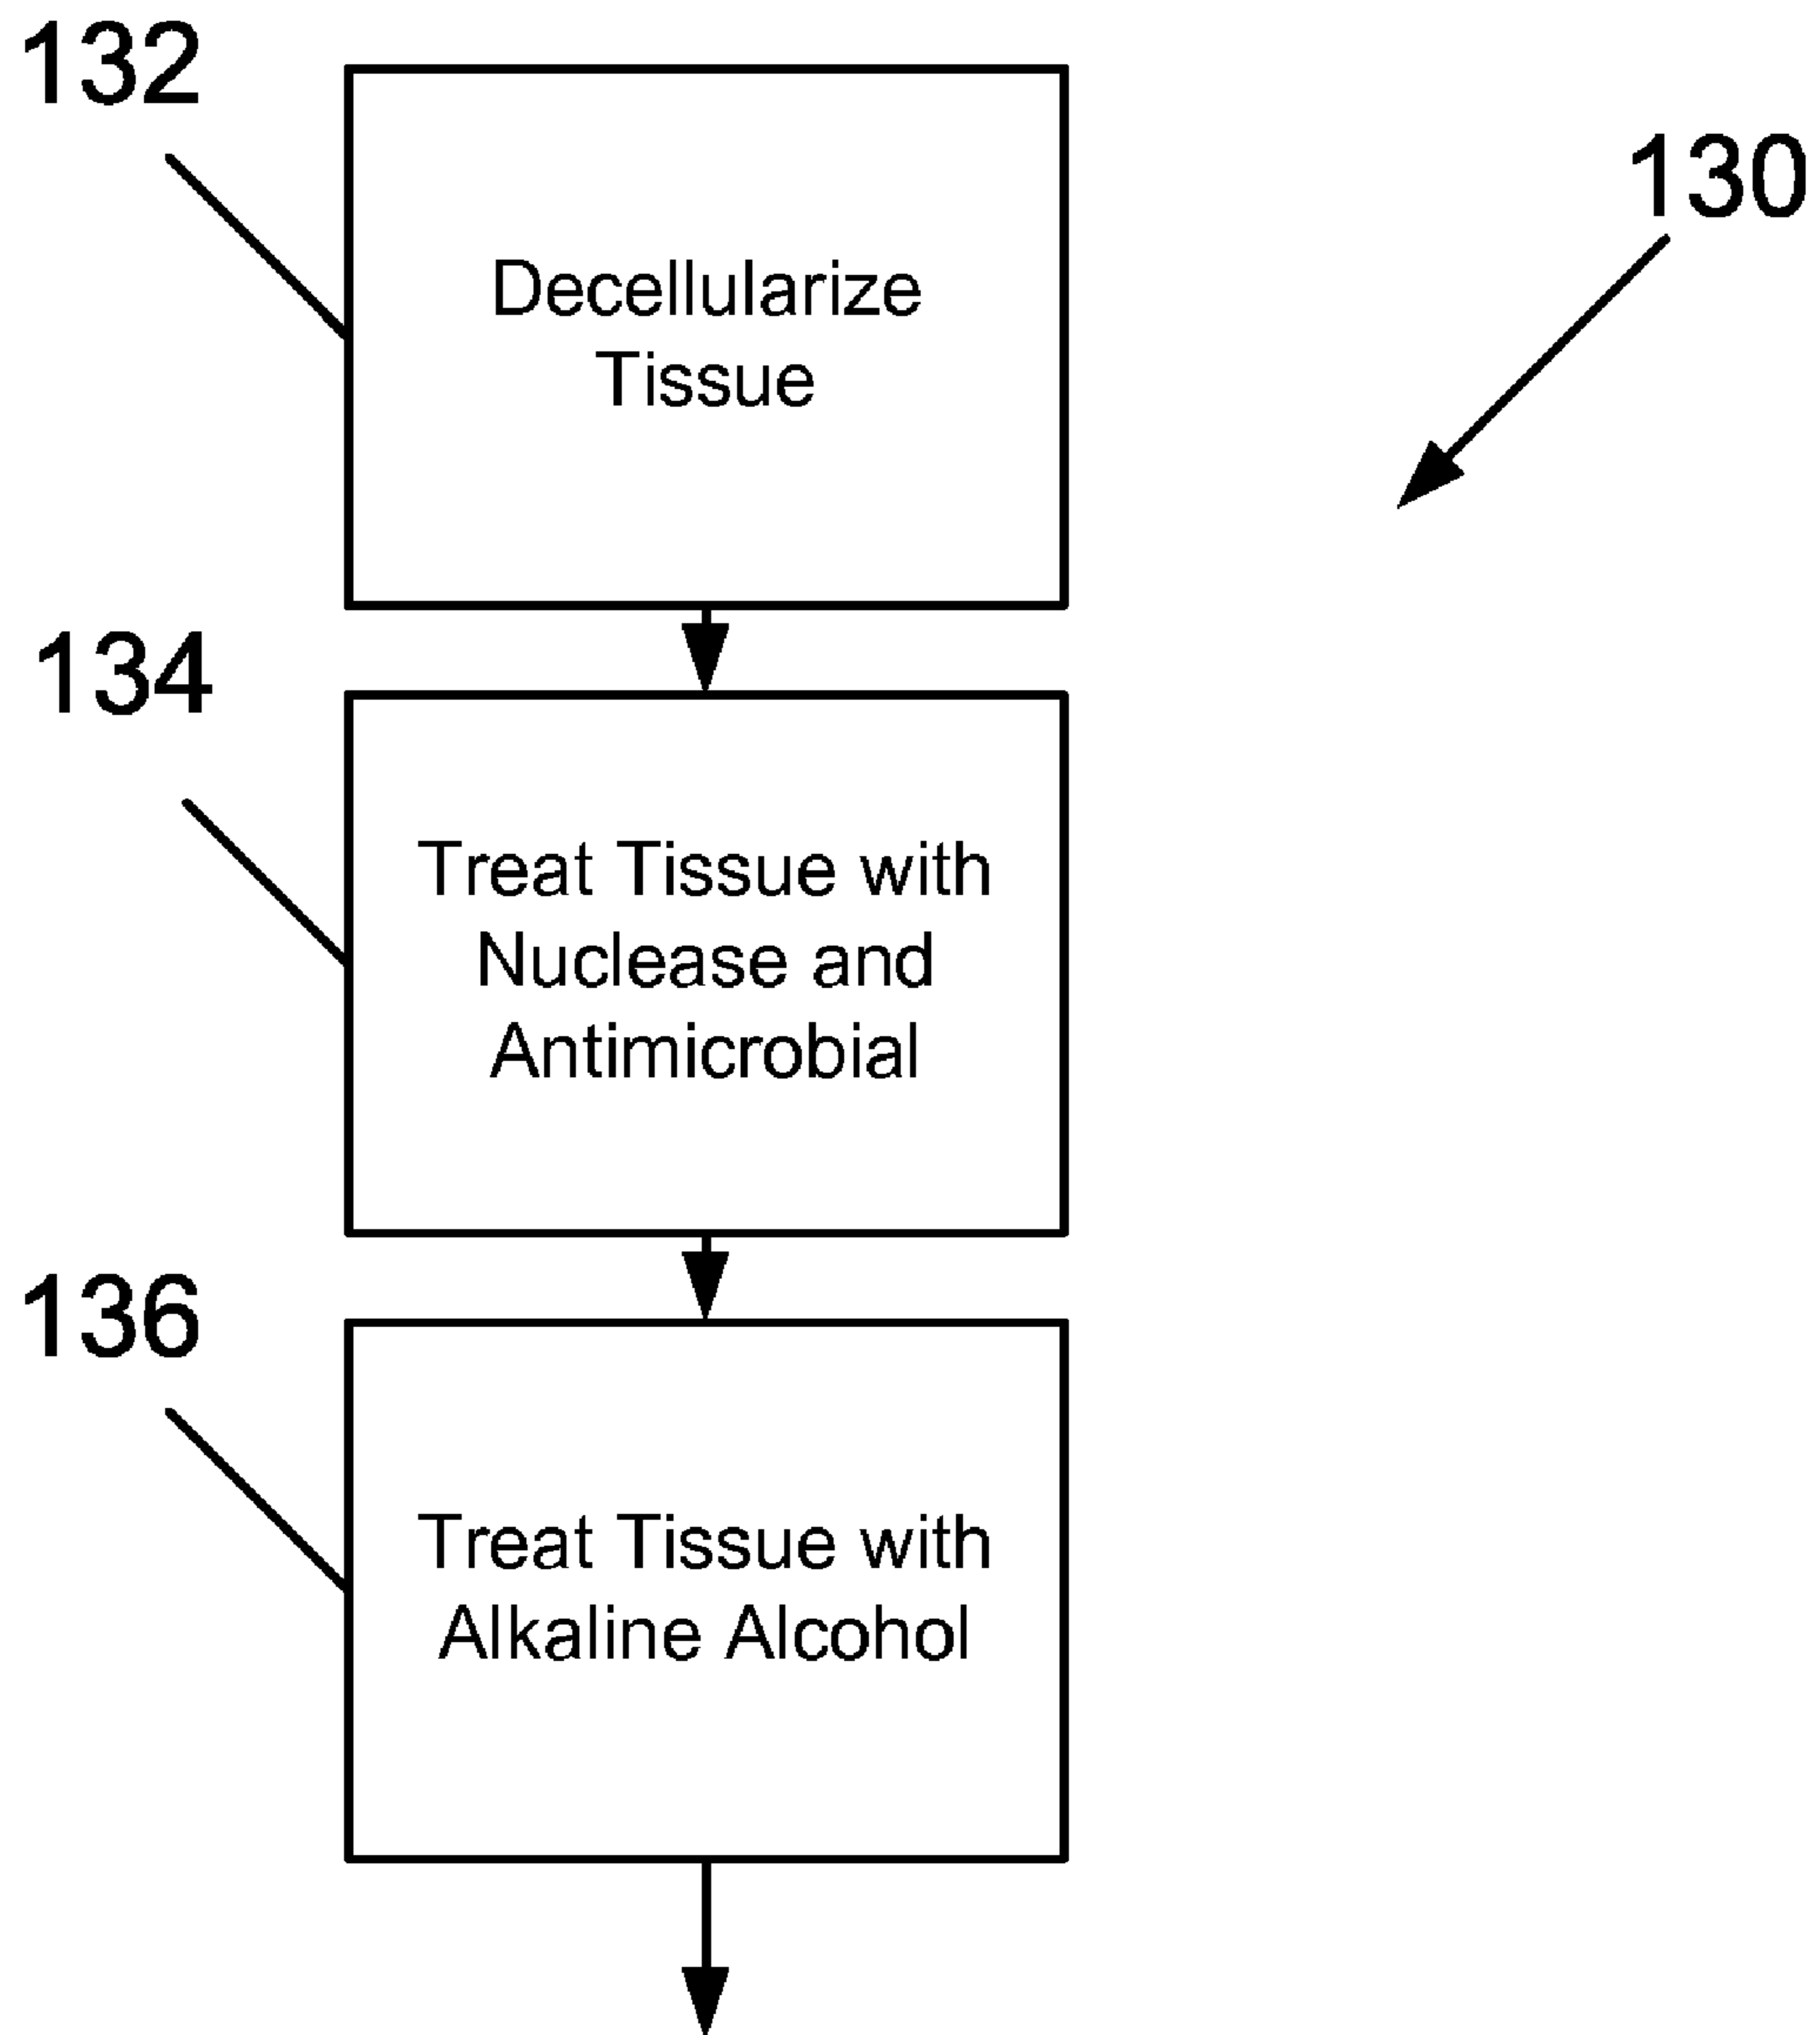 132
130
Decellularize
Tissue
134
Treat Tissue with
Nuclease and
Antimicrobial
136
Treat Tissue with
Alkaline Alcohol